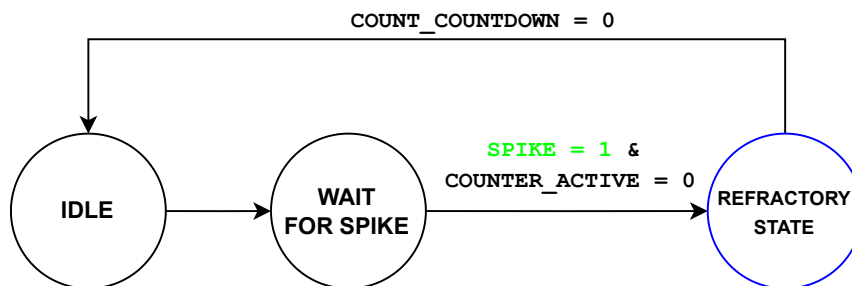 COUNT_COUNTDOWN = 0
SPIKE = 1 &
COUNTER_ACTIVE = 0
IDLE
WAIT
FOR SPIKE
REFRACTORY
STATE